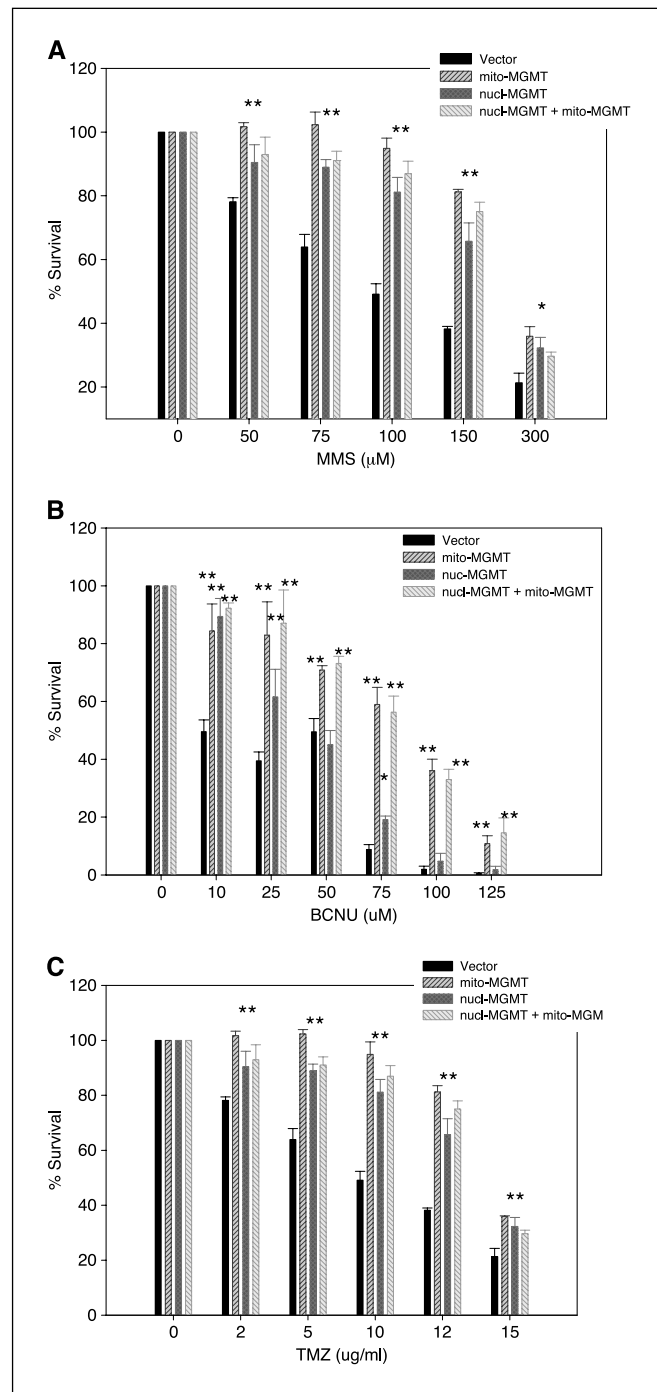 A
Vector
mito-MGMT
nucl-MGMT
nucl-MGMT + mito-MGMT
120
100
80
60
40
20
% Survival
** ** ** ** *
0 50 75 100 150 300
MMS (μM)
B
Vector
mito-MGMT
nuc-MGMT
nucl-MGMT + mito-MGMT
120
100
80
60
40
20
0
% Survival
** ** ** ** ** ** ** ** ** * ** ** ** ** **
0 10 25 50 75 100 125
BCNU (uM)
C
Vector
mito-MGMT
nucl-MGMT
nucl-MGMT + mito-MGM
120
100
80
60
40
20
0
% Survival
** ** ** ** **
0 2 5 10 12 15
TMZ (ug/ml)